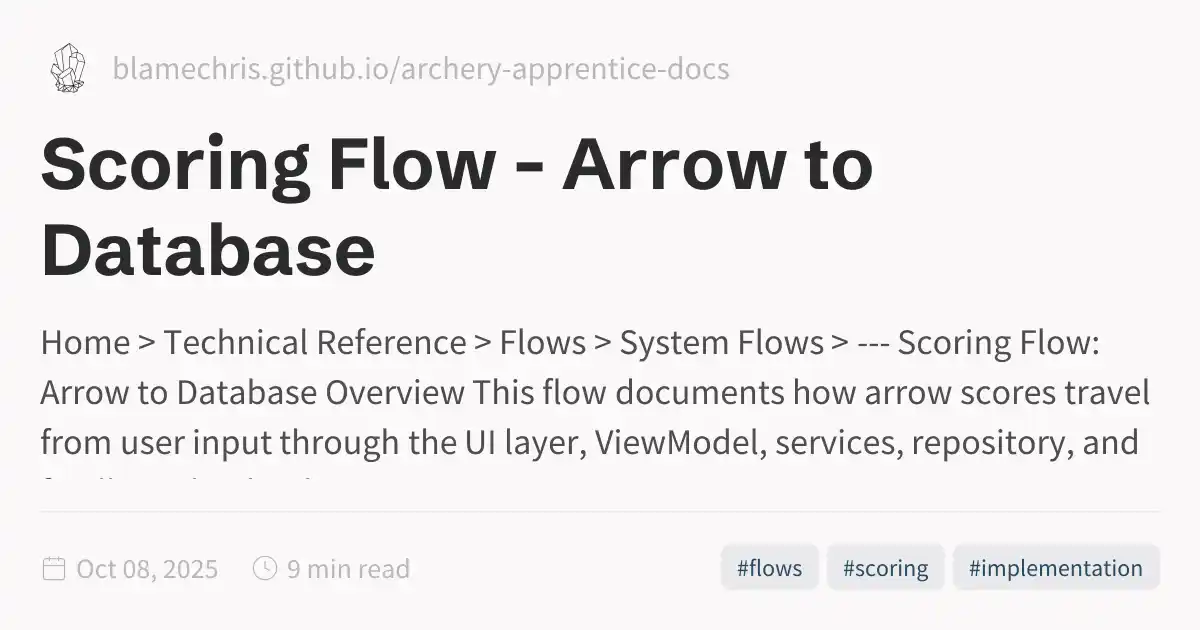 blamechris.github.io/archery-apprentice-docs
Scoring Flow - Arrow to
Database
Home > Technical Reference > Flows > System Flows > --- Scoring Flow:
Arrow to Database Overview This flow documents how arrow scores travel
from user input through the UI layer, ViewModel, services, repository, and
Oct 08, 2025
9 min read
#flows
#scoring
#implementation